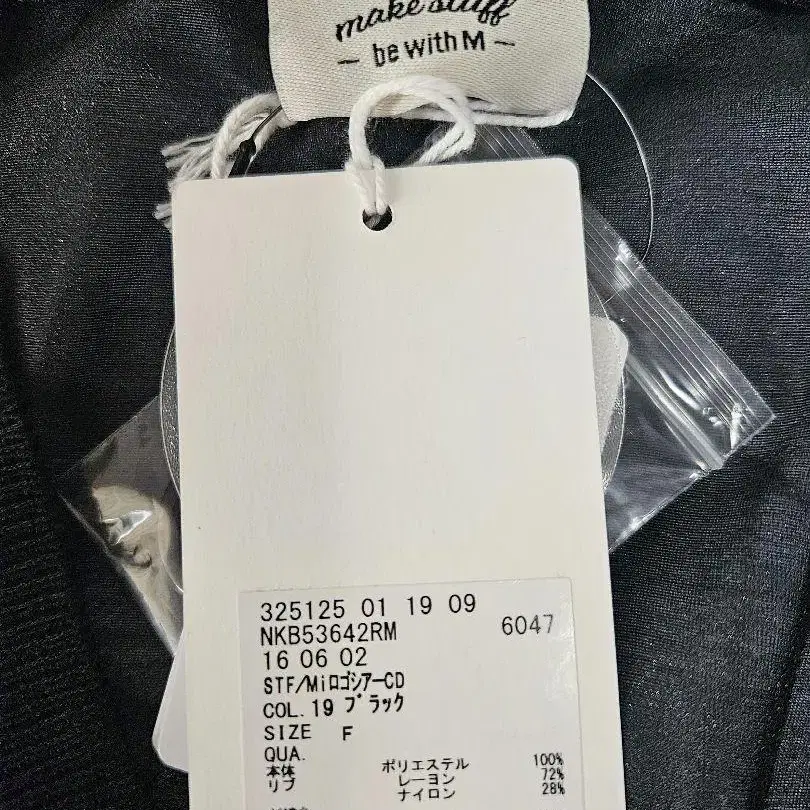 make stuff
- be with M -
325125 01 19 09
NKB53642RM 6047
16 06 02
STF/MiロゴシアーCD
COL.19 ブラック
SIZE F
QUA.
本体 ポリエステル 100%
リブ レーヨン 72%
ナイロン 28%